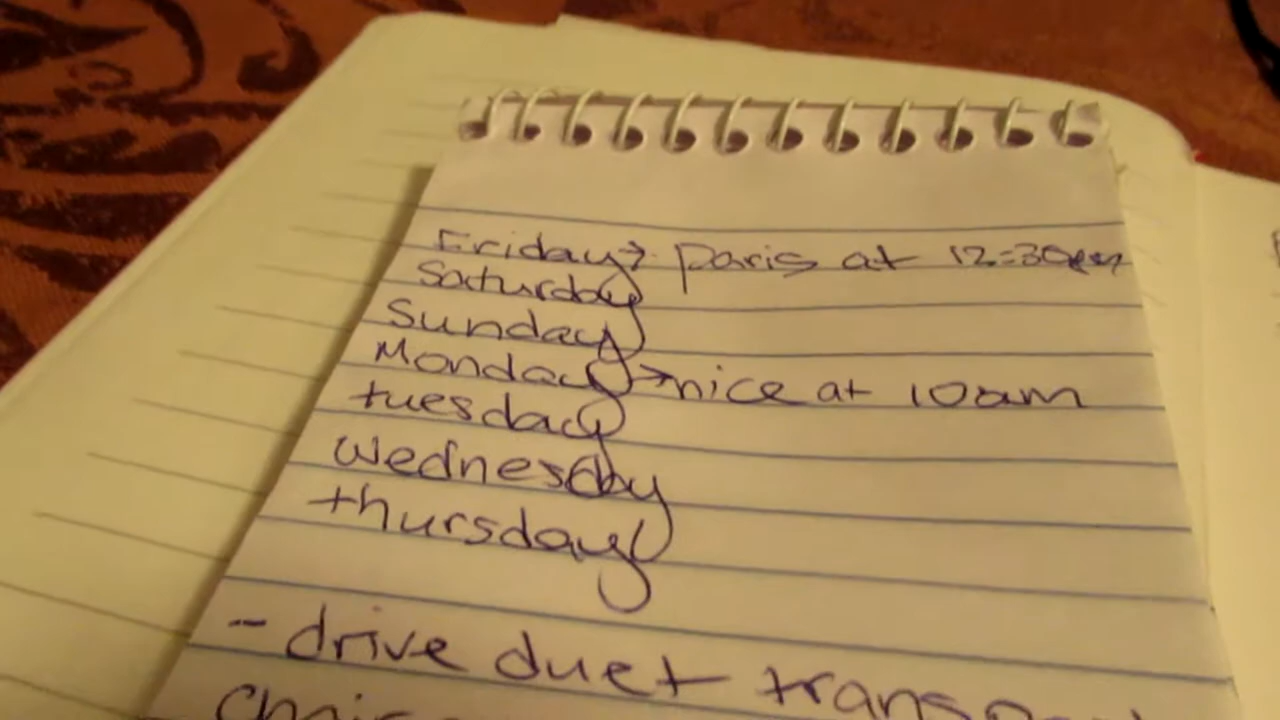 Friday → paris at 12:30pm
Saturday
Sunday
Monday → nice at 10am
tuesday
wednesday
thursday
- drive duet